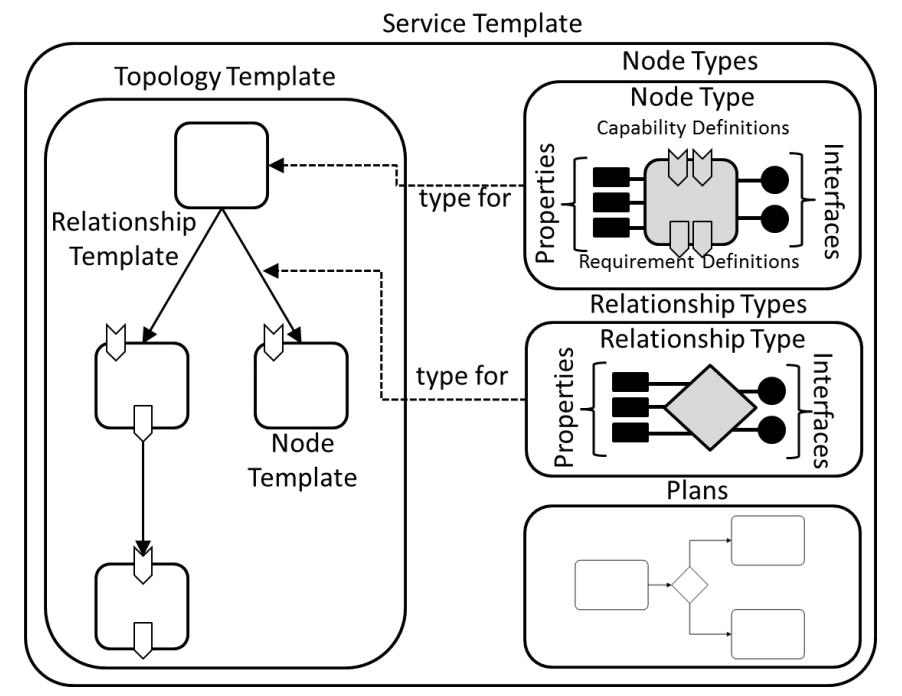 Service Template
Topology Template
Relationship
Template
Node
Template
type for
type for
Node Types
Node Type
Capability Definitions
Properties
Interfaces
Requirement Definitions
Relationship Types
Relationship Type
Properties
Interfaces
Plans